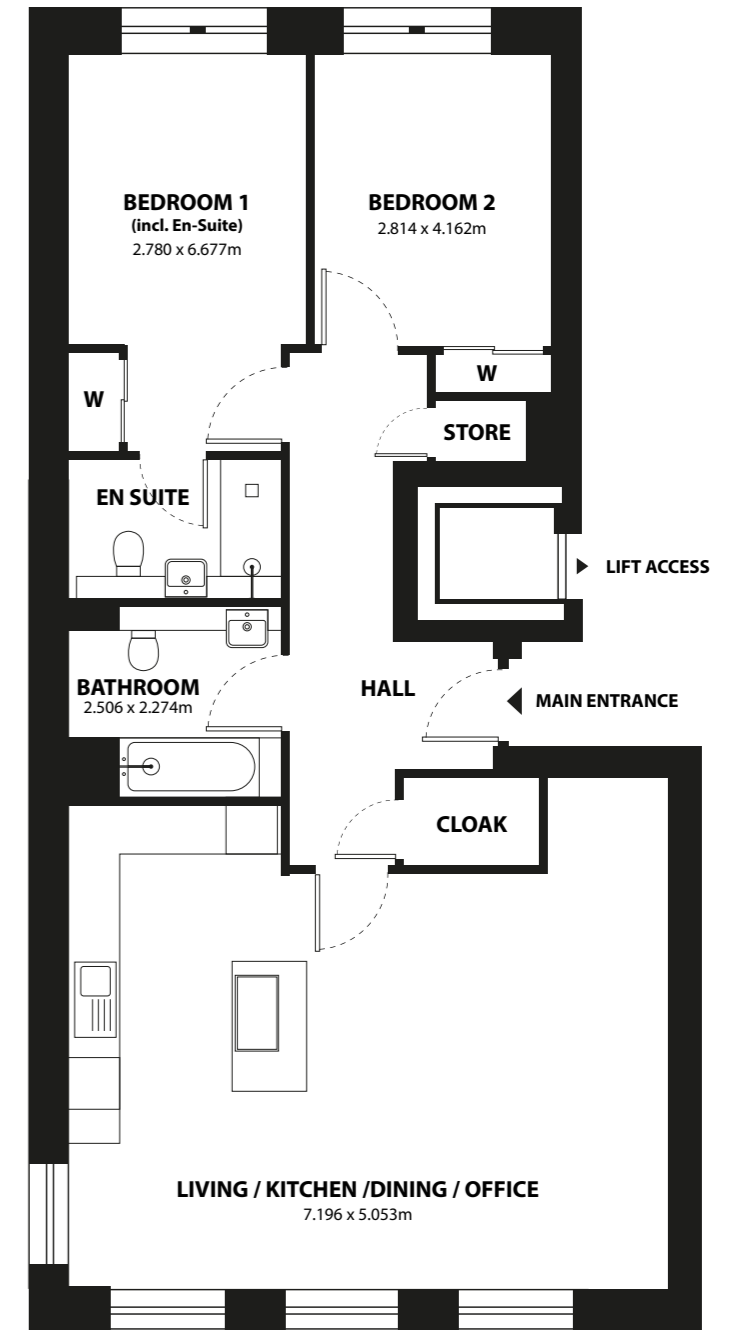 BEDROOM 1
(incl. En-Suite)
2.780 x 6.677m
BEDROOM 2
2.814 x 4.162m
W
W
STORE
EN SUITE
LIFT ACCESS
BATHROOM
2.506 x 2.274m
HALL
MAIN ENTRANCE
CLOAK
LIVING / KITCHEN /DINING / OFFICE
7.196 x 5.053m